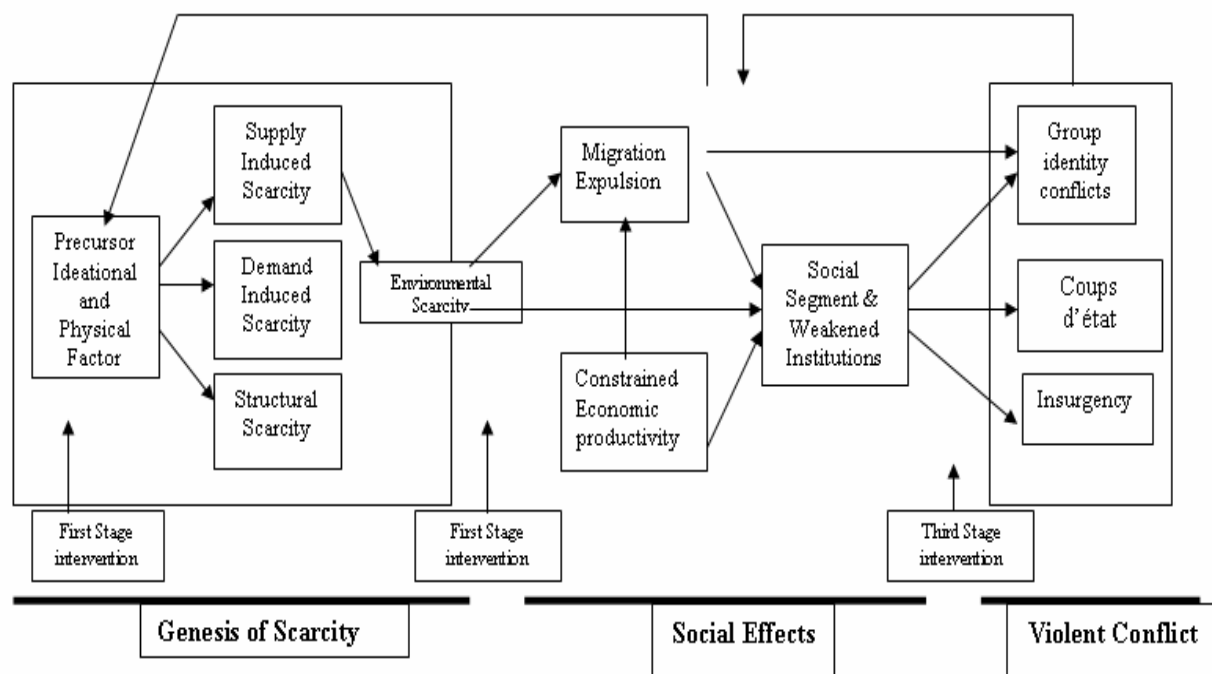 Supply
Induced
Scarcity
Migration
Expulsion
Group
identity
conflicts
Precursor
Ideational
and
Physical
Factor
Demand
Induced
Scarcity
Environmental
Scarcity
Social
Segment &
Weakened
Institutions
Coups
d'état
Structural
Scarcity
Constrained
Economic
productivity
Insurgency
First Stage
intervention
First Stage
intervention
Third Stage
intervention
Genesis of Scarcity
Social Effects
Violent Conflict